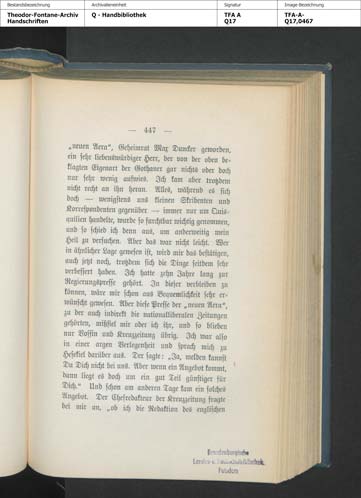 Bestandsbezeichnung
Archivalieneinheit
Signatur
Image-Bezeichnung
Theodor-Fontane-Archiv
Handschriften
Q - Handbibliothek
TFA A
Q17
TFA-A-
Q17,0467
— 447 —
„neuen Aera“, Geheimrat Max Duncker geworden,
ein sehr liebenswürdiger Herr, der von der oben be-
klagten Eigenart der Gothaner gar nichts oder doch
nur sehr wenig aufwies. Ich kam aber trotzdem
nicht recht an ihn heran. Alles, während es sich
doch — wenigstens uns kleinen Skribenten und
Korrespondenten gegenüber — immer nur um Quis-
quilien handelte, wurde so furchtbar wichtig genommen,
und so schied ich denn aus, um anderweitig mein
Heil zu versuchen. Aber das war nicht leicht. Wer
in ähnlicher Lage gewesen ist, wird mir das bestätigen,
auch jetzt noch, trotzdem sich die Dinge seitdem sehr
verbessert haben. Ich hatte zehn Jahre lang zur
Regierungspresse gehört. In dieser verbleiben zu
können, wäre mir schon aus Bequemlichkeit sehr er-
wünscht gewesen. Aber diese Presse der „neuen Aera“,
zu der auch indirekt die nationalliberalen Zeitungen
gehörten, mißfiel mir oder ich ihr, und so blieben
nur Vossin und Kreuzzeitung übrig. Ich war also
in einer argen Verlegenheit und sprach mich zu
Hesekiel darüber aus. Der sagte: „Ja, melden kannst
Du Dich nicht bei uns. Aber wenn ein Angebot kommt,
dann liegt es doch um ein gut Teil günstiger für
Dich.“ Und schon am anderen Tage kam ein solches
Angebot. Der Chefredakteur der Kreuzzeitung fragte
bei mir an, „ob ich die Redaktion des englischen
Brandenburgische
Landes- u. Hochschulbibliothek
Potsdam